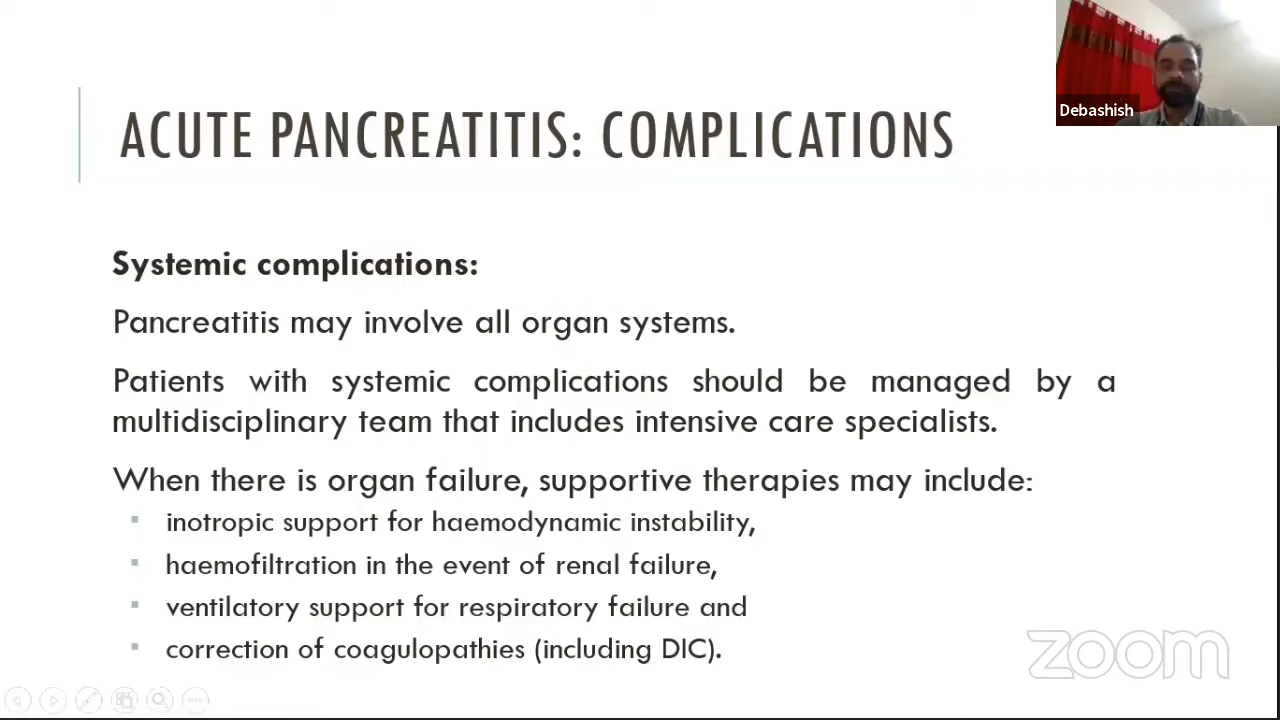 Debashish
ACUTE PANCREATITIS: COMPLICATIONS
Systemic complications:
Pancreatitis may involve all organ systems.
Patients with systemic complications should be managed by a
multidisciplinary team that includes intensive care specialists.
When there is organ failure, supportive therapies may include:
▪ inotropic support for haemodynamic instability,
▪ haemofiltration in the event of renal failure,
▪ ventilatory support for respiratory failure and
▪ correction of coagulopathies (including DIC).
zoom